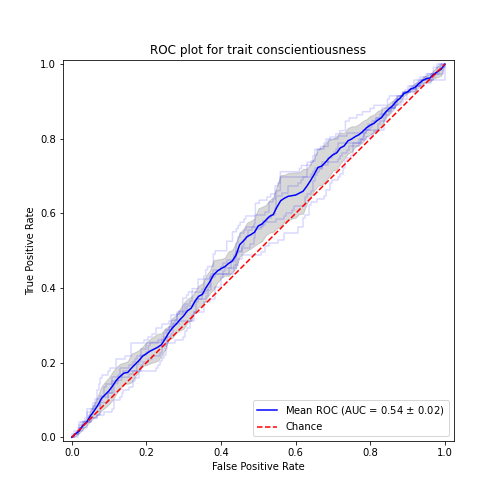 ROC plot for trait conscientiousness
1.0
0.8
0.6
0.4
0.2
0.0
True Positive Rate
Mean ROC (AUC = 0.54 ± 0.02)
Chance
0.0 0.2 0.4 0.6 0.8 1.0
False Positive Rate